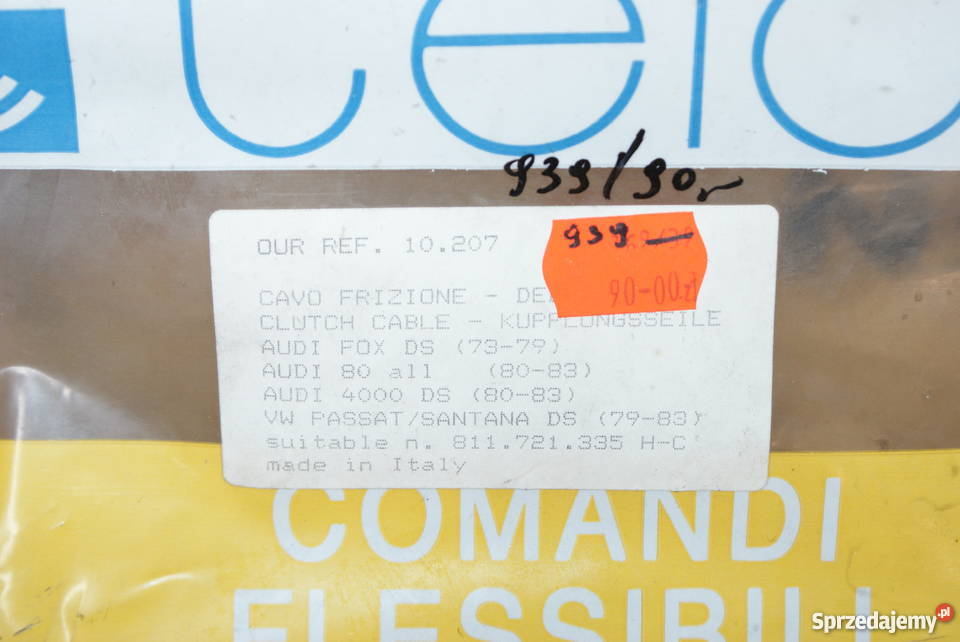 939/90,-
OUR REF. 10.207
939
90-00zł
CAVO FRIZIONE -
CLUTCH CABLE - KUPPLUNGSSEILE
AUDI FOX DS (73-79)
AUDI 80 all (80-83)
AUDI 4000 DS (80-83)
VW PASSAT/SANTANA DS (79-83)
suitable n. 811.721.335 H-C
made in Italy
COMANDI
FLESSIBILI
Sprzedajemy.pl